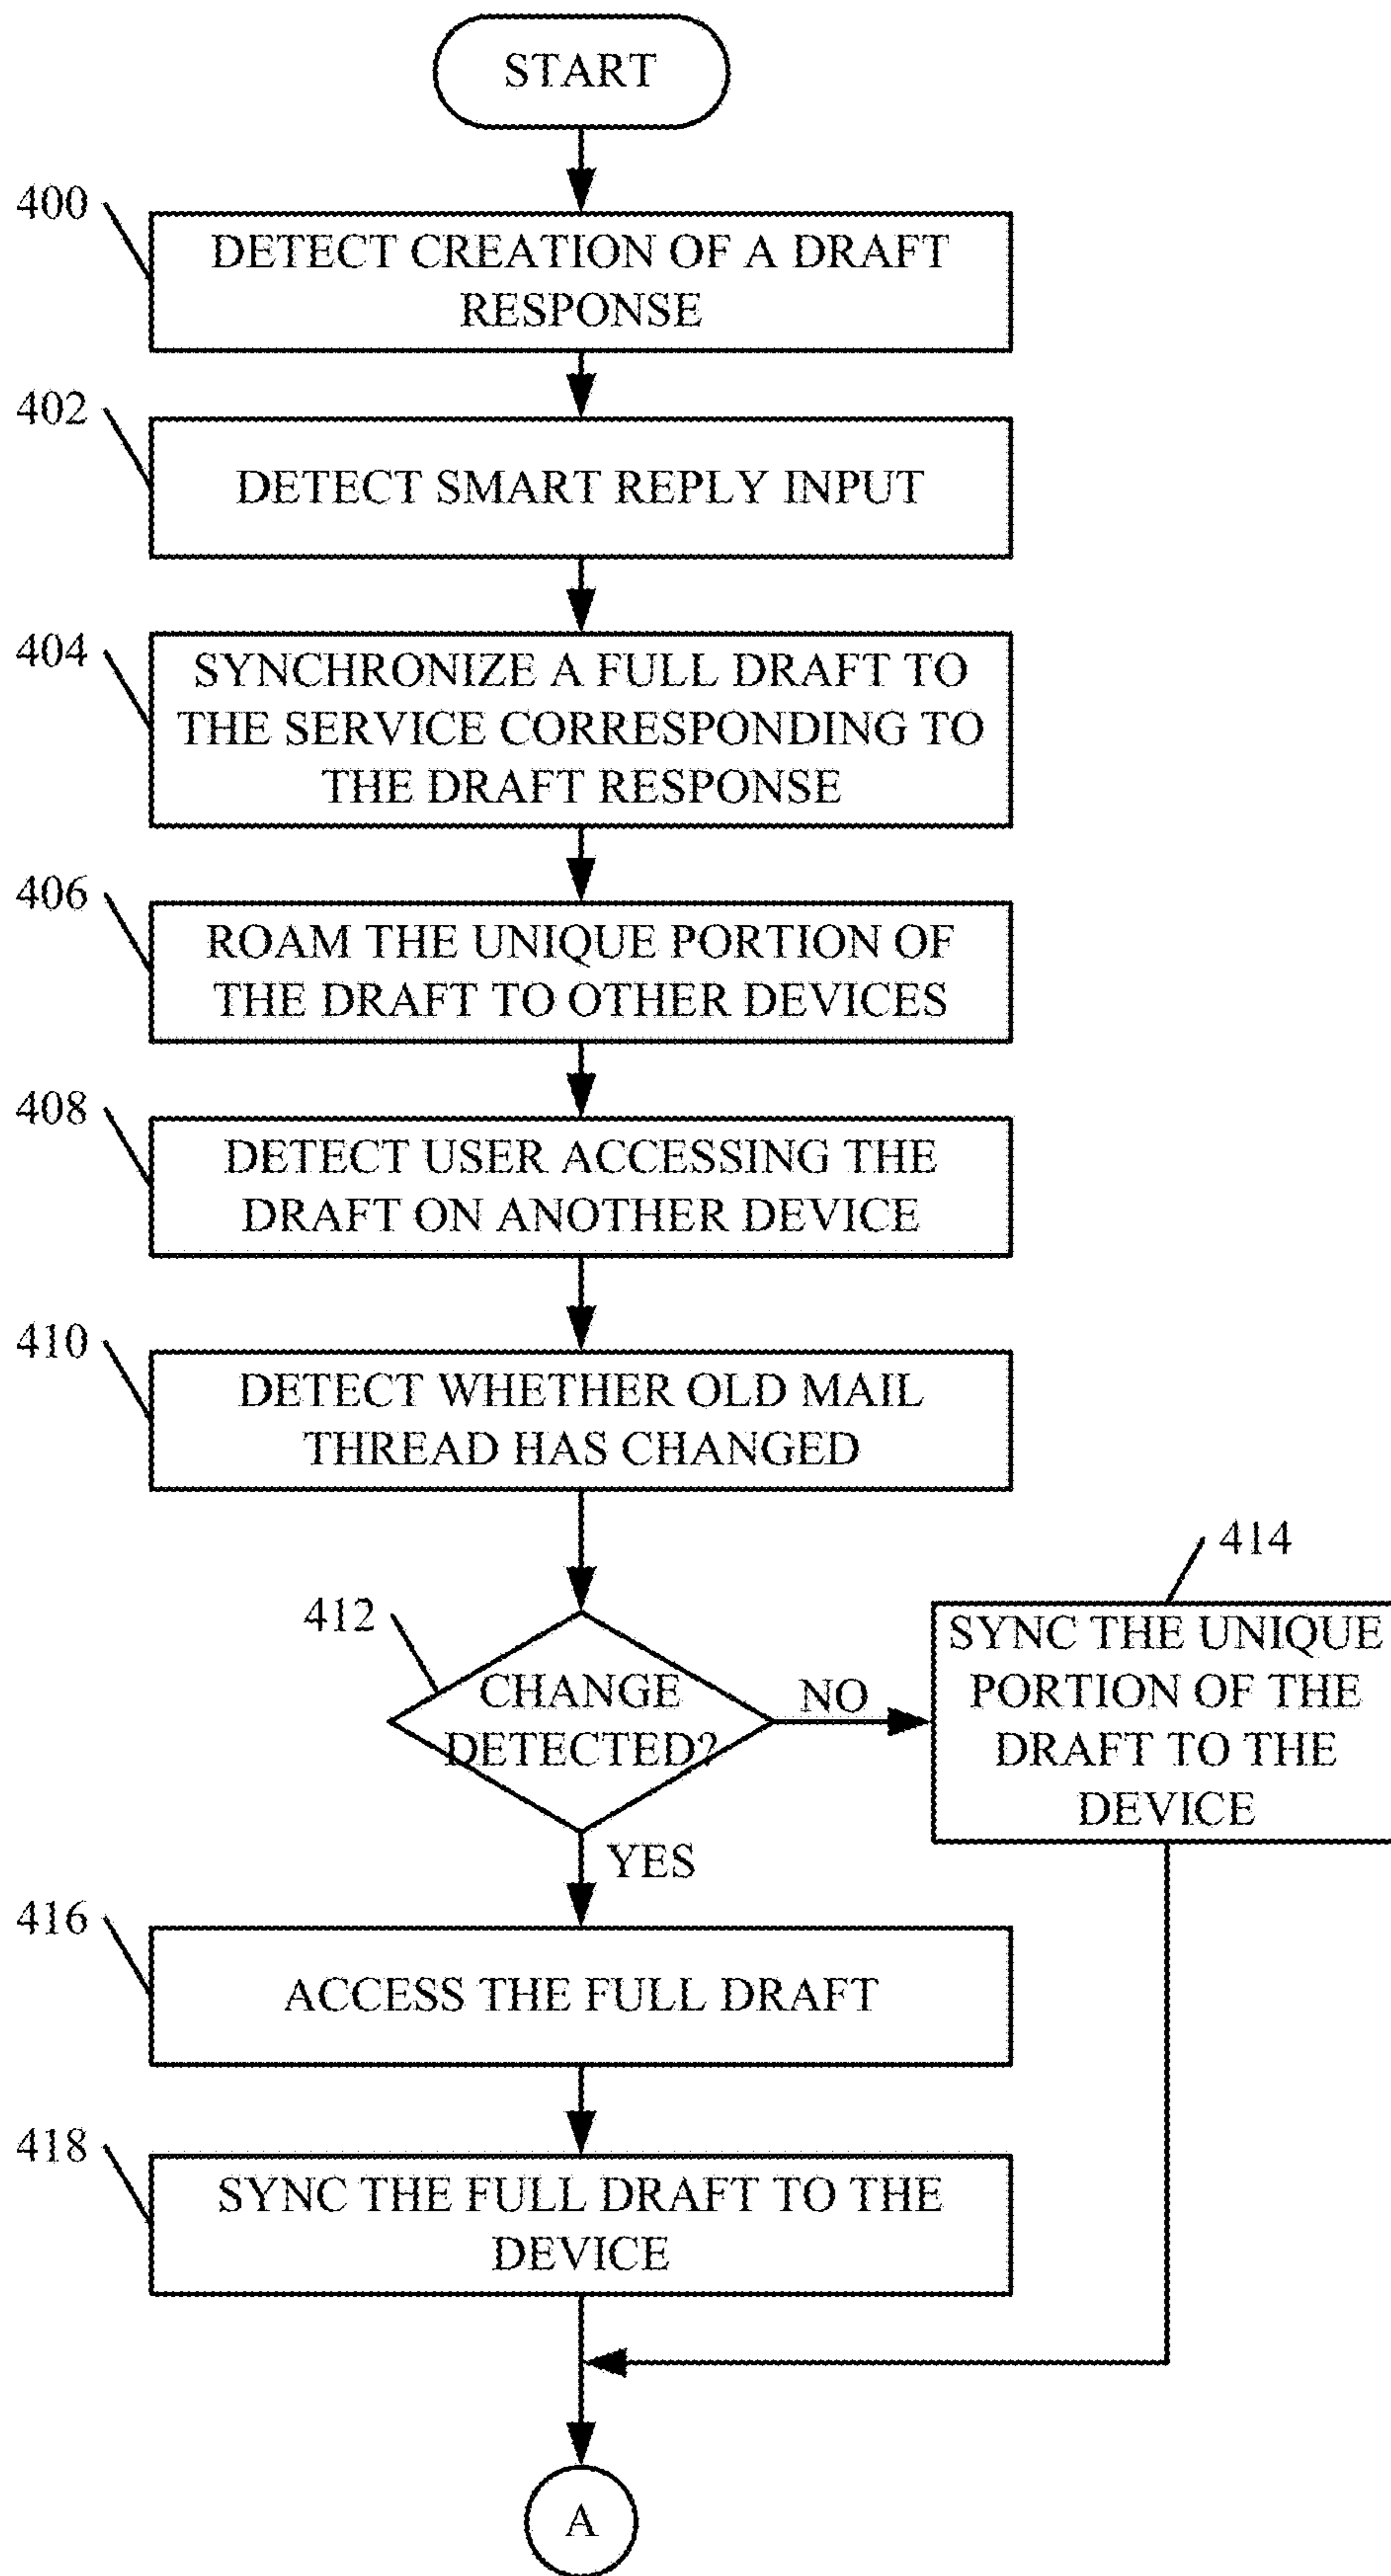 START
400
DETECT CREATION OF A DRAFT
RESPONSE
402
DETECT SMART REPLY INPUT
404
SYNCHRONIZE A FULL DRAFT TO
THE SERVICE CORRESPONDING TO
THE DRAFT RESPONSE
406
ROAM THE UNIQUE PORTION OF
THE DRAFT TO OTHER DEVICES
408
DETECT USER ACCESSING THE
DRAFT ON ANOTHER DEVICE
410
DETECT WHETHER OLD MAIL
THREAD HAS CHANGED
412
CHANGE
DETECTED?
NO
414
SYNC THE UNIQUE
PORTION OF THE
DRAFT TO THE
DEVICE
YES
416
ACCESS THE FULL DRAFT
418
SYNC THE FULL DRAFT TO THE
DEVICE
A